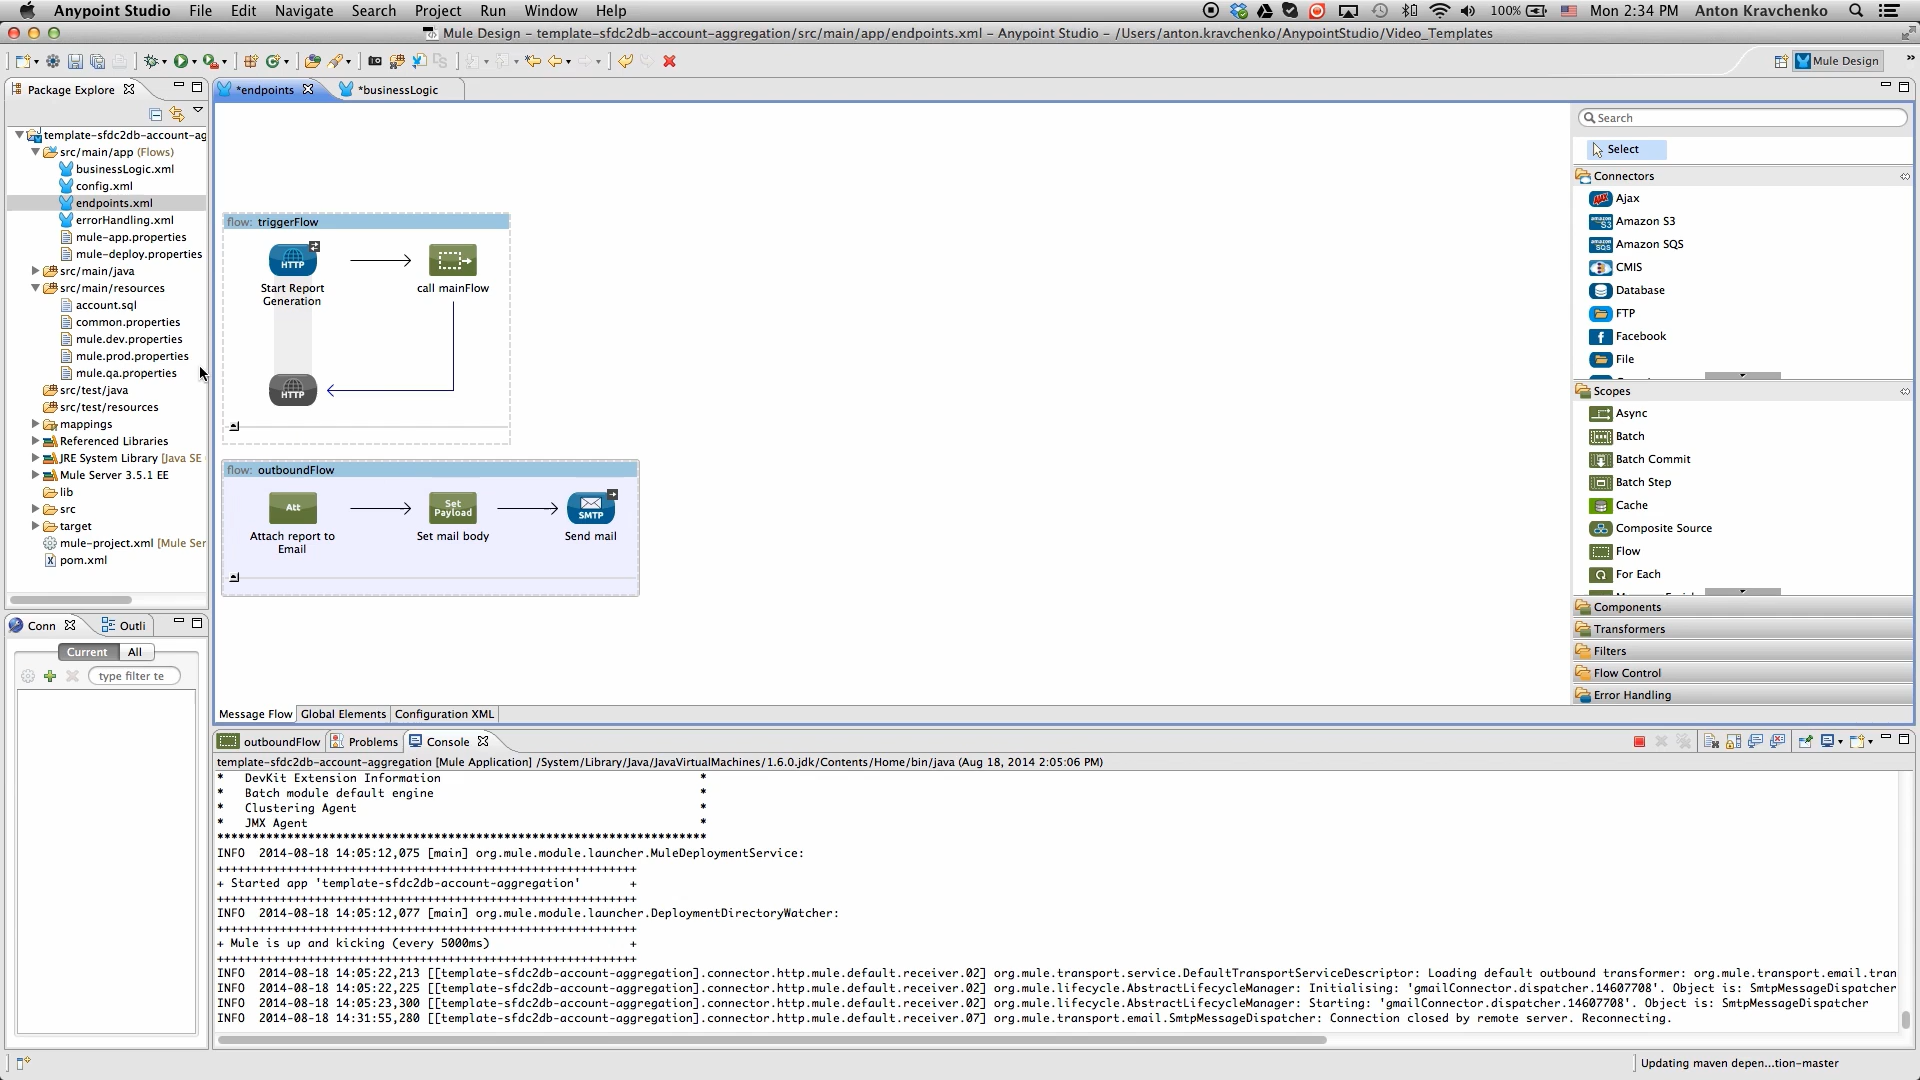 Anypoint Studio File Edit Navigate Search Project Run Window Help 100% Mon 2:34 PM Anton Kravchenko
Mule Design – template-sfdc2db-account-aggregation/src/main/app/endpoints.xml – Anypoint Studio – /Users/anton.kravchenko/AnypointStudio/Video_Templates
Mule Design
Package Explorer
*endpoints
*businessLogic
template-sfdc2db-account-ag
src/main/app (Flows)
businessLogic.xml
config.xml
endpoints.xml
errorHandling.xml
mule-app.properties
mule-deploy.properties
src/main/java
src/main/resources
account.sql
common.properties
mule.dev.properties
mule.prod.properties
mule.qa.properties
src/test/java
src/test/resources
mappings
Referenced Libraries
JRE System Library [Java SE
Mule Server 3.5.1 EE
lib
src
target
mule-project.xml [Mule Ser
pom.xml
Conn
Outli
Current
All
type filter te
flow: triggerFlow
HTTP
Start Report
Generation
call mainFlow
HTTP
flow: outboundFlow
Att
Attach report to
Email
Set
Payload
Set mail body
SMTP
Send mail
Message Flow
Global Elements
Configuration XML
Search
Select
Connectors
Ajax
Amazon S3
Amazon SQS
CMIS
Database
FTP
Facebook
File
Scopes
Async
Batch
Batch Commit
Batch Step
Cache
Composite Source
Flow
For Each
Components
Transformers
Filters
Flow Control
Error Handling
outboundFlow
Problems
Console
template-sfdc2db-account-aggregation [Mule Application] /System/Library/Java/JavaVirtualMachines/1.6.0.jdk/Contents/Home/bin/java (Aug 18, 2014 2:05:06 PM)
* DevKit Extension Information *
* Batch module default engine *
* Clustering Agent *
* JMX Agent *
**********************************************************************
INFO 2014-08-18 14:05:12,075 [main] org.mule.module.launcher.MuleDeploymentService:
++++++++++++++++++++++++++++++++++++++++++++++++++++++++++++
+ Started app 'template-sfdc2db-account-aggregation' +
++++++++++++++++++++++++++++++++++++++++++++++++++++++++++++
INFO 2014-08-18 14:05:12,077 [main] org.mule.module.launcher.DeploymentDirectoryWatcher:
++++++++++++++++++++++++++++++++++++++++++++++++++++++++++++
+ Mule is up and kicking (every 5000ms) +
++++++++++++++++++++++++++++++++++++++++++++++++++++++++++++
INFO 2014-08-18 14:05:22,213 [[template-sfdc2db-account-aggregation].connector.http.mule.default.receiver.02] org.mule.transport.service.DefaultTransportServiceDescriptor: Loading default outbound transformer: org.mule.transport.email.tran
INFO 2014-08-18 14:05:22,225 [[template-sfdc2db-account-aggregation].connector.http.mule.default.receiver.02] org.mule.lifecycle.AbstractLifecycleManager: Initialising: 'gmailConnector.dispatcher.14607708'. Object is: SmtpMessageDispatcher
INFO 2014-08-18 14:05:23,300 [[template-sfdc2db-account-aggregation].connector.http.mule.default.receiver.02] org.mule.lifecycle.AbstractLifecycleManager: Starting: 'gmailConnector.dispatcher.14607708'. Object is: SmtpMessageDispatcher
INFO 2014-08-18 14:31:55,280 [[template-sfdc2db-account-aggregation].connector.http.mule.default.receiver.07] org.mule.transport.email.SmtpMessageDispatcher: Connection closed by remote server. Reconnecting.
Updating maven depen...tion-master